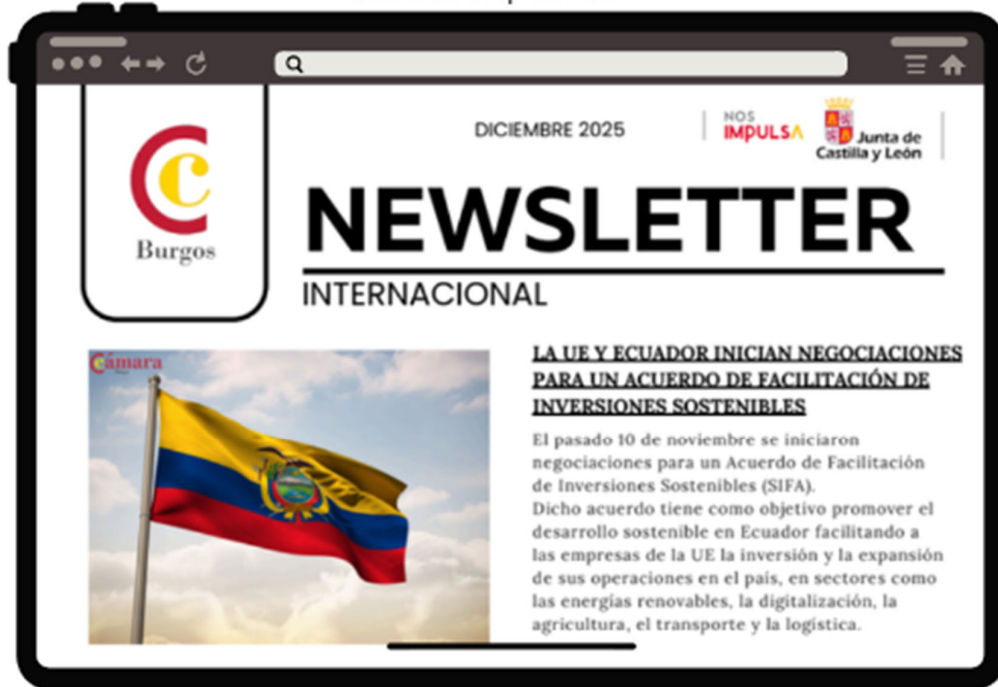 Burgos
DICIEMBRE 2025
NOS
IMPULSA
Junta de
Castilla y León
NEWSLETTER
INTERNACIONAL
Cámara
LA UE Y ECUADOR INICIAN NEGOCIACIONES
PARA UN ACUERDO DE FACILITACIÓN DE
INVERSIONES SOSTENIBLES
El pasado 10 de noviembre se iniciaron
negociaciones para un Acuerdo de Facilitación
de Inversiones Sostenibles (SIFA).
Dicho acuerdo tiene como objetivo promover el
desarrollo sostenible en Ecuador facilitando a
las empresas de la UE la inversión y la expansión
de sus operaciones en el país, en sectores como
las energías renovables, la digitalización, la
agricultura, el transporte y la logística.